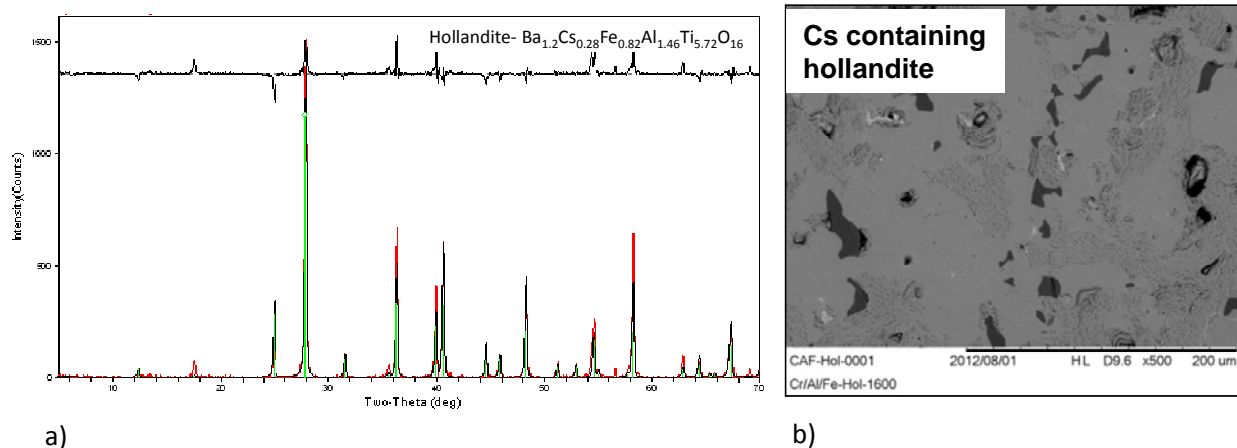 Hollandite- Ba1.2Cs0.28Fe0.82Al1.46Ti5.72O16
1500
1000
500
0
Intensity(Counts)
10 20 30 40 50 60 70
Two-Theta (deg)
a)
Cs containing
hollandite
CAF-Hol-0001 2012/08/01 HL D9.6 x500 200 um
Cr/Al/Fe-Hol-1600
b)